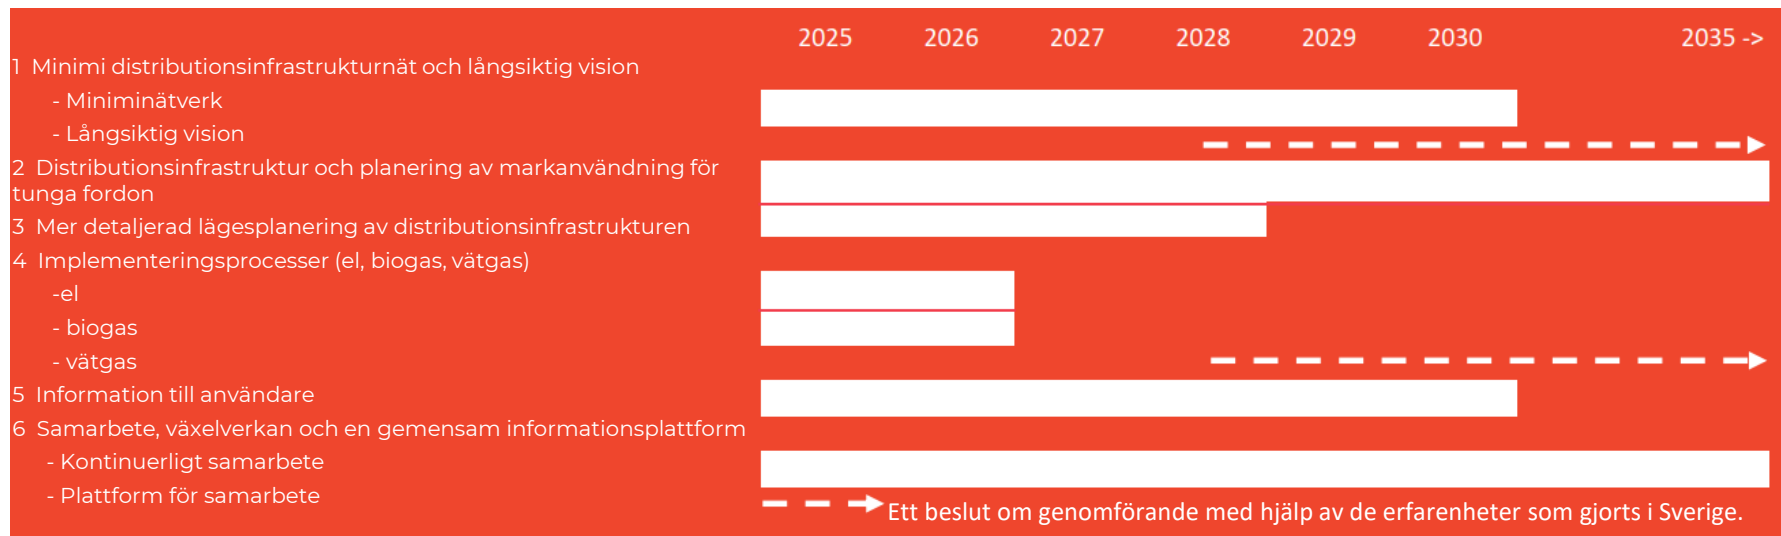 2025 2026 2027 2028 2029 2030 2035 ->
1 Minimi distributionsinfrastrukturnät och långsiktig vision
- Miniminätverk
- Långsiktig vision
2 Distributionsinfrastruktur och planering av markanvändning för
tunga fordon
3 Mer detaljerad lägesplanering av distributionsinfrastrukturen
4 Implementeringsprocesser (el, biogas, vätgas)
-el
- biogas
- vätgas
5 Information till användare
6 Samarbete, växelverkan och en gemensam informationsplattform
- Kontinuerligt samarbete
- Plattform för samarbete
Ett beslut om genomförande med hjälp av de erfarenheter som gjorts i Sverige.